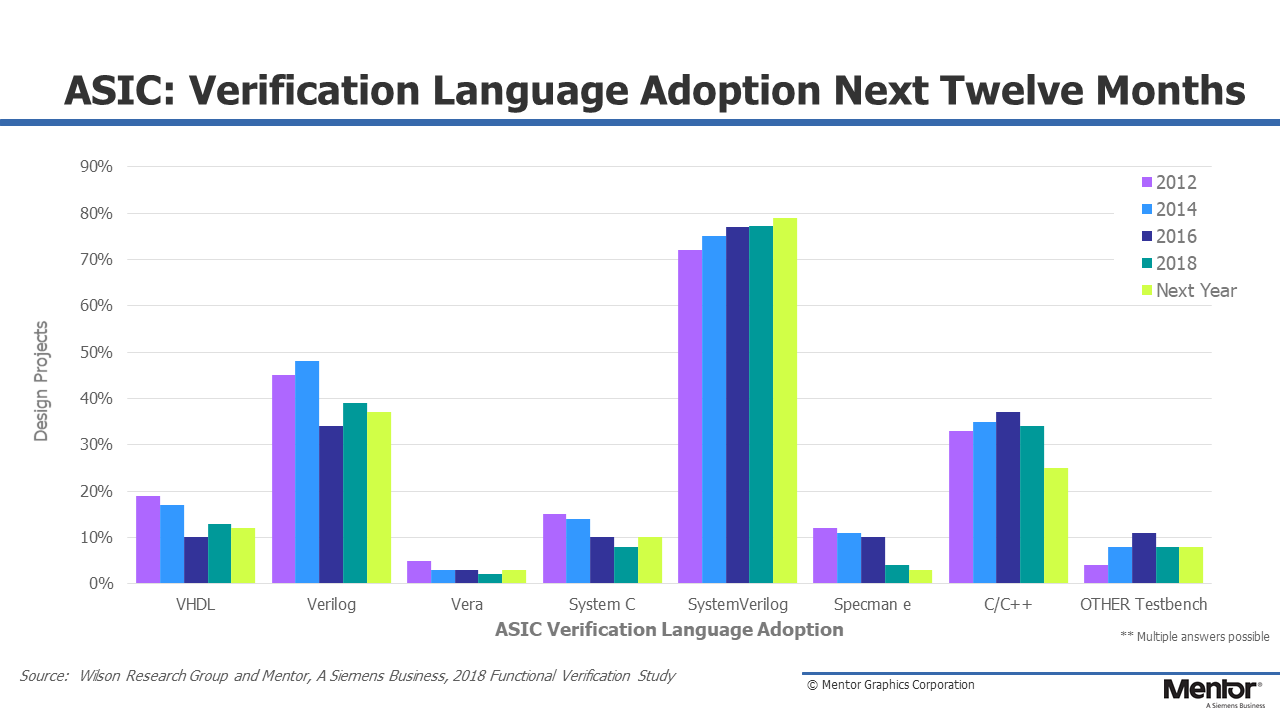 ASIC: Verification Language Adoption Next Twelve Months
90%
80%
70%
60%
50%
40%
30%
20%
10%
0%
Design Projects
2012
2014
2016
2018
Next Year
VHDL Verilog Vera System C SystemVerilog Specman e C/C++ OTHER Testbench
ASIC Verification Language Adoption
** Multiple answers possible
Source: Wilson Research Group and Mentor, A Siemens Business, 2018 Functional Verification Study
© Mentor Graphics Corporation
Mentor®
A Siemens Business